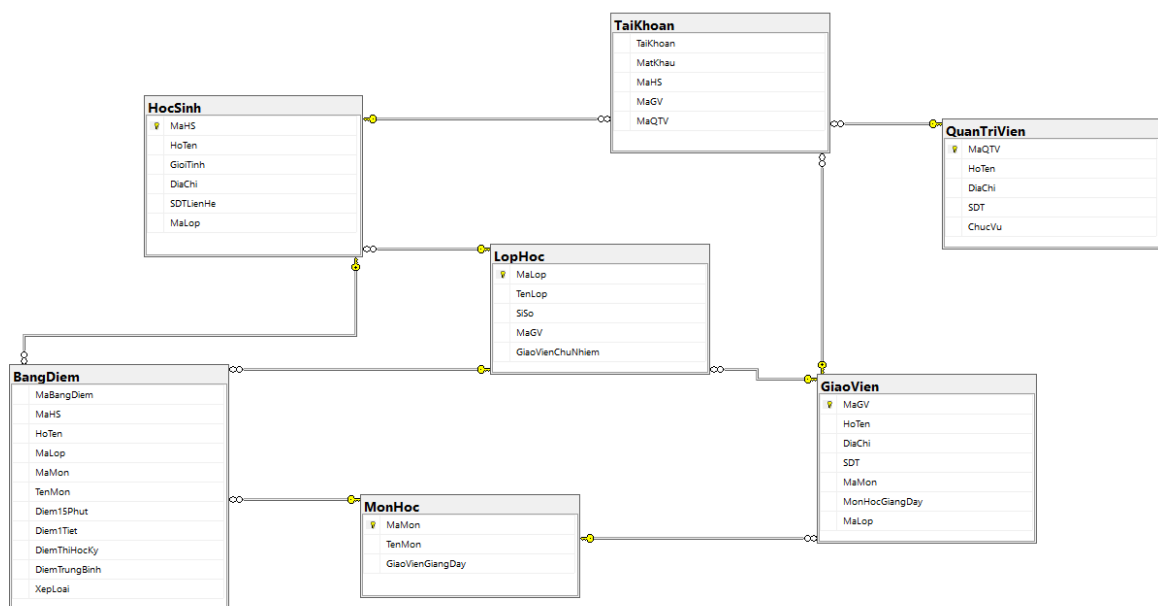 TaiKhoan
TaiKhoan
MatKhau
MaHS
MaGV
MaQTV
HocSinh
MaHS
HoTen
GioiTinh
DiaChi
SDTLienHe
MaLop
QuanTriVien
MaQTV
HoTen
DiaChi
SDT
ChucVu
LopHoc
MaLop
TenLop
SiSo
MaGV
GiaoVienChuNhiem
BangDiem
MaBangDiem
MaHS
HoTen
MaLop
MaMon
TenMon
Diem15Phut
Diem1Tiet
DiemThiHocKy
DiemTrungBinh
XepLoai
GiaoVien
MaGV
HoTen
DiaChi
SDT
MaMon
MonHocGiangDay
MaLop
MonHoc
MaMon
TenMon
GiaoVienGiangDay